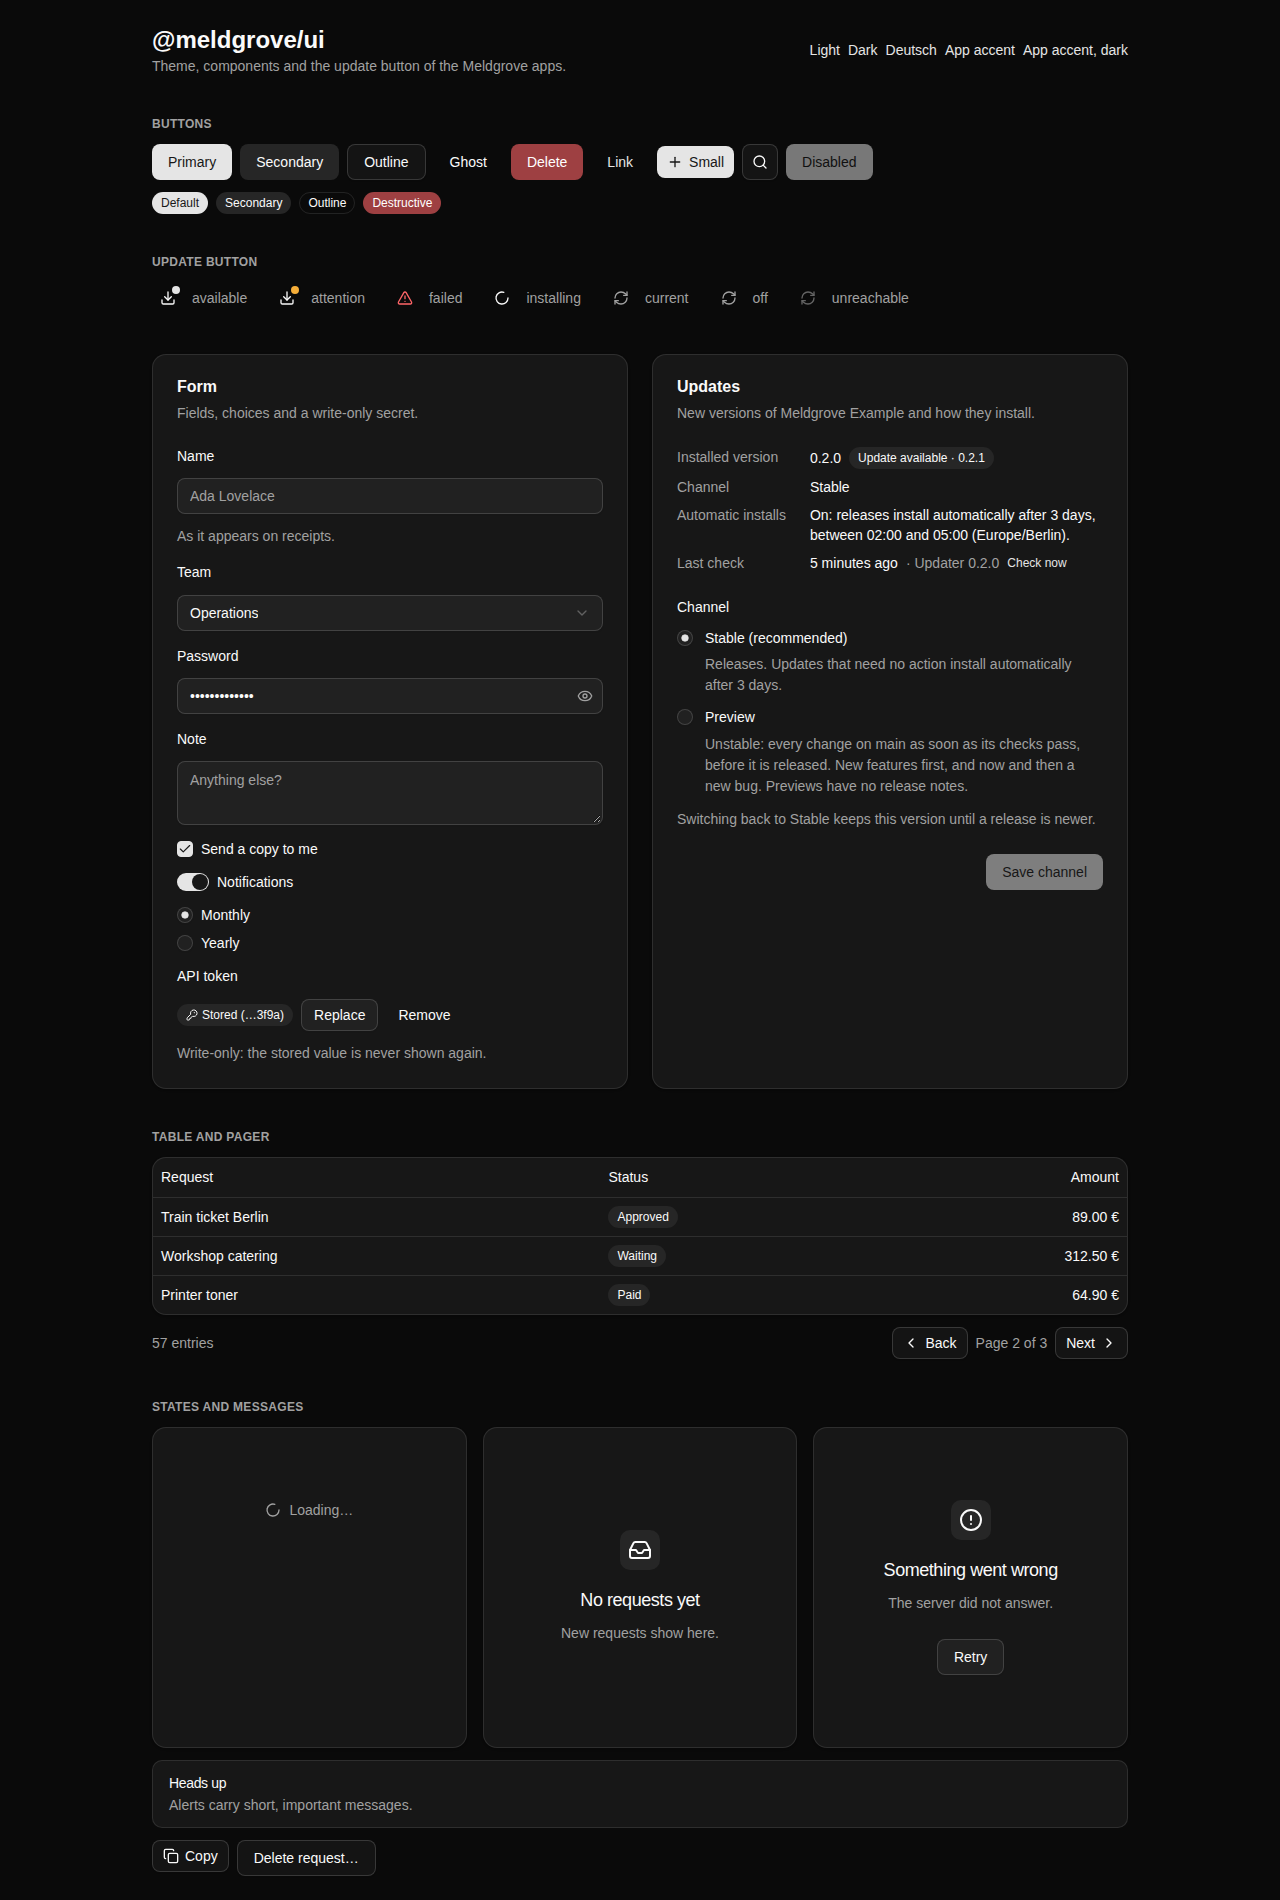 @meldgrove/ui
Theme, components and the update button of the Meldgrove apps.
Light Dark Deutsch App accent App accent, dark
BUTTONS
Primary Secondary Outline Ghost Delete Link Small Disabled
Default Secondary Outline Destructive
UPDATE BUTTON
available attention failed installing current off unreachable
Form
Fields, choices and a write-only secret.
Name
Ada Lovelace
As it appears on receipts.
Team
Operations
Password
•••••••••••••
Note
Anything else?
Send a copy to me
Notifications
Monthly
Yearly
API token
Stored (…3f9a) Replace Remove
Write-only: the stored value is never shown again.
Updates
New versions of Meldgrove Example and how they install.
Installed version 0.2.0 Update available · 0.2.1
Channel Stable
Automatic installs On: releases install automatically after 3 days,
between 02:00 and 05:00 (Europe/Berlin).
Last check 5 minutes ago · Updater 0.2.0 Check now
Channel
Stable (recommended)
Releases. Updates that need no action install automatically
after 3 days.
Preview
Unstable: every change on main as soon as its checks pass,
before it is released. New features first, and now and then a
new bug. Previews have no release notes.
Switching back to Stable keeps this version until a release is newer.
Save channel
TABLE AND PAGER
Request Status Amount
Train ticket Berlin Approved 89.00 €
Workshop catering Waiting 312.50 €
Printer toner Paid 64.90 €
57 entries Back Page 2 of 3 Next
STATES AND MESSAGES
Loading…
No requests yet
New requests show here.
Something went wrong
The server did not answer.
Retry
Heads up
Alerts carry short, important messages.
Copy Delete request…